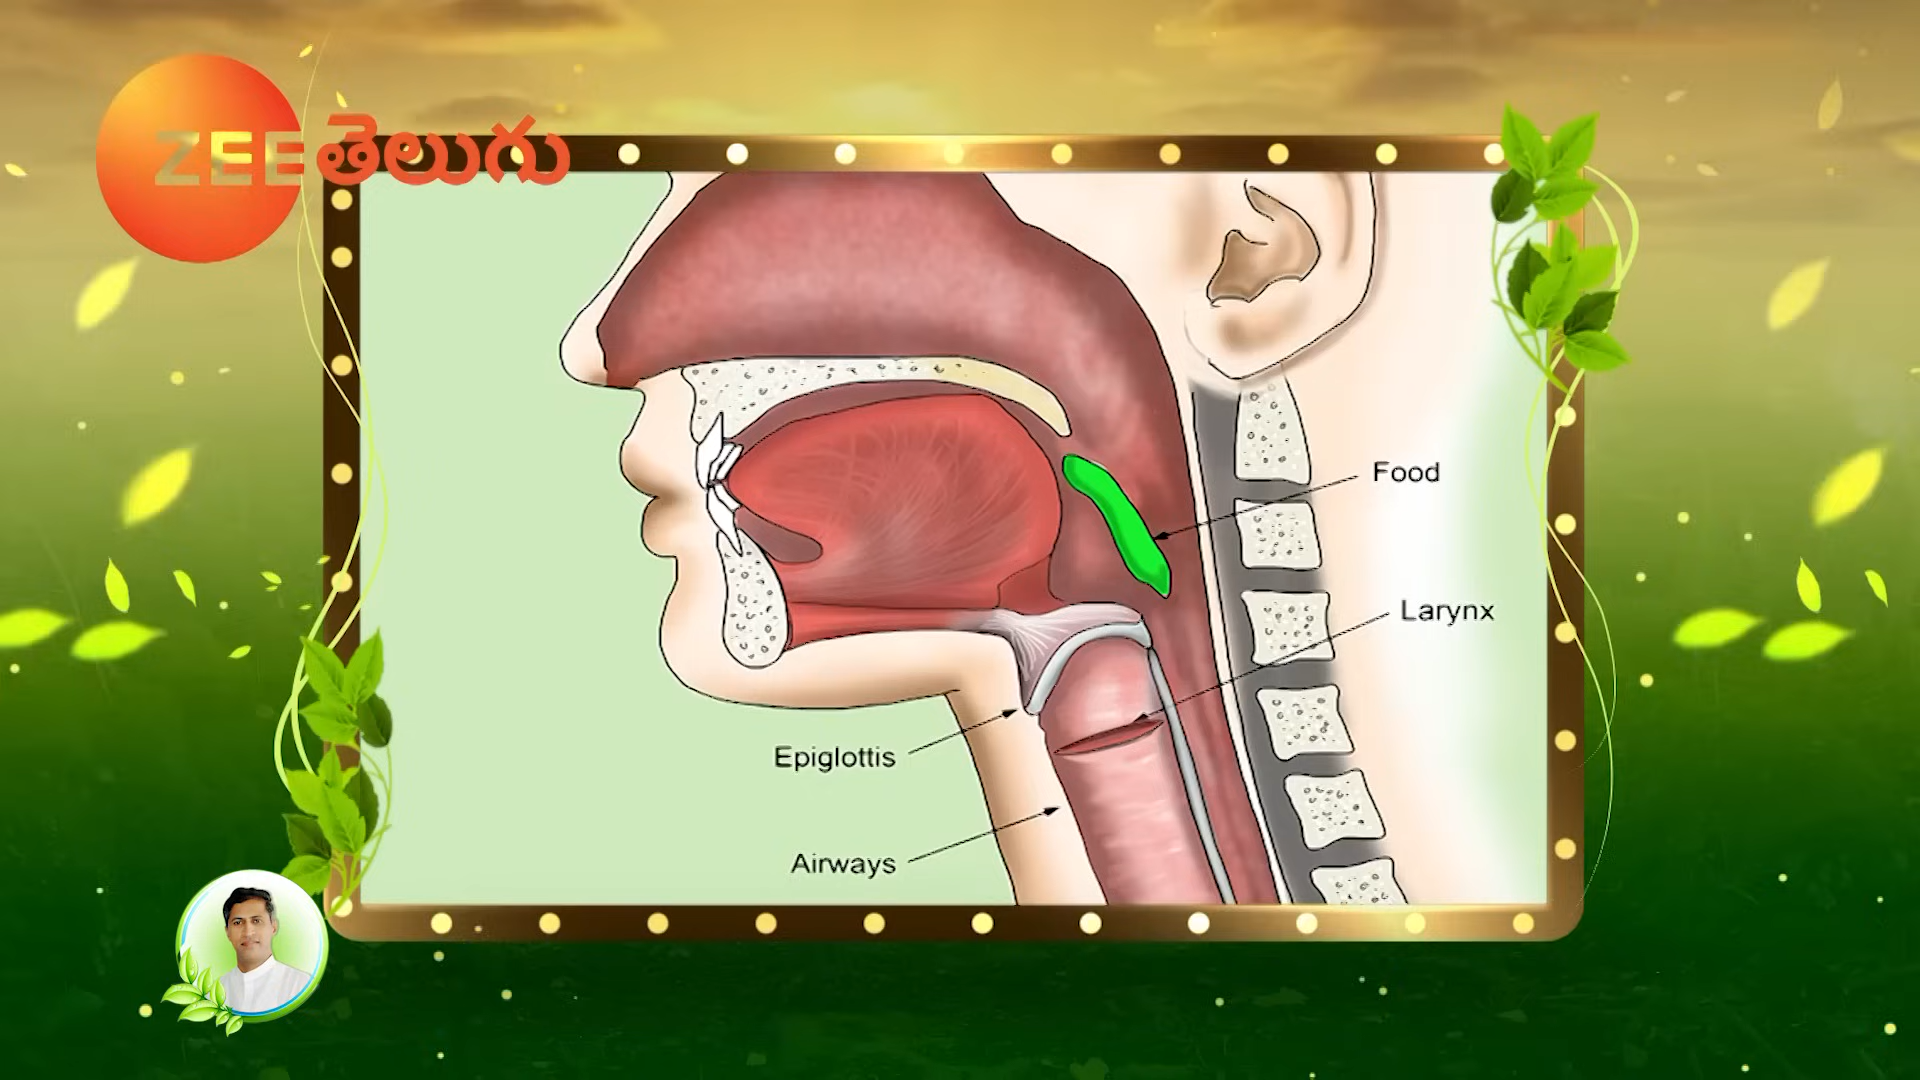 ZEE తెలుగు
Food
Larynx
Epiglottis
Airways